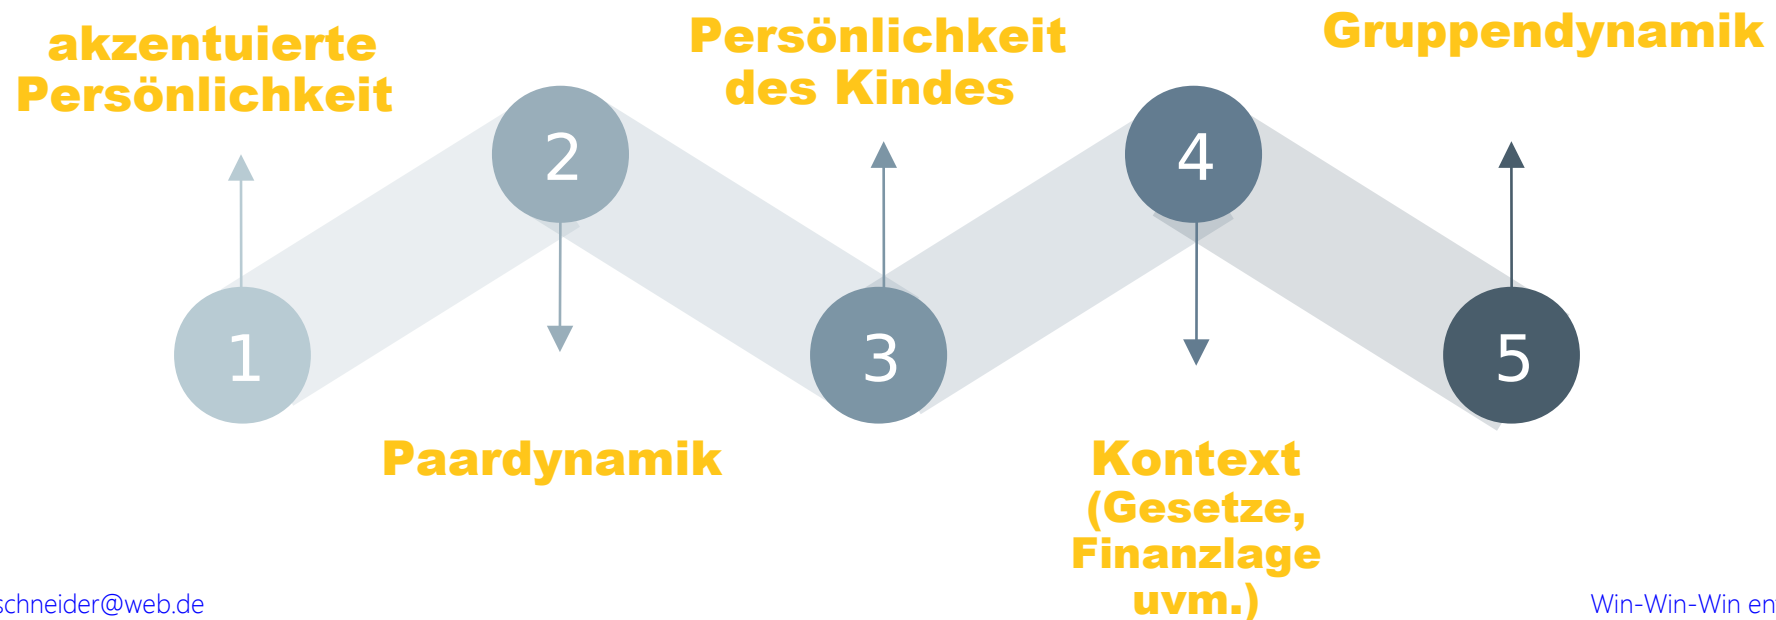 akzentuierte
Persönlichkeit
1
2
Paardynamik
Persönlichkeit
des Kindes
3
4
Kontext
(Gesetze,
Finanzlage
uvm.)
Gruppendynamik
5
schneider@web.de
Win-Win-Win